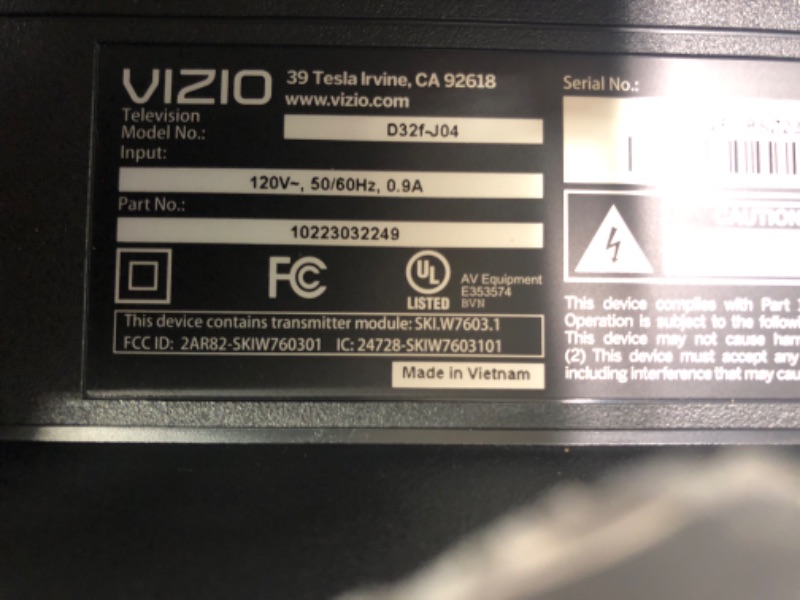 VIZIO
39 Tesla Irvine, CA 92618
www.vizio.com
Television
Model No.:
D32f-J04
Input:
120V~, 50/60Hz, 0.9A
Part No.:
10223032249
FC
UL
LISTED
AV Equipment
E353574
BVN
This device contains transmitter module: SKI.W7603.1
FCC ID: 2AR82-SKIW760301 IC: 24728-SKIW7603101
Made in Vietnam
Serial No.:
CAUTION
This device complies with Part
Operation is subject to the
This device may not cause
(2) This device must accept any
including interference that may